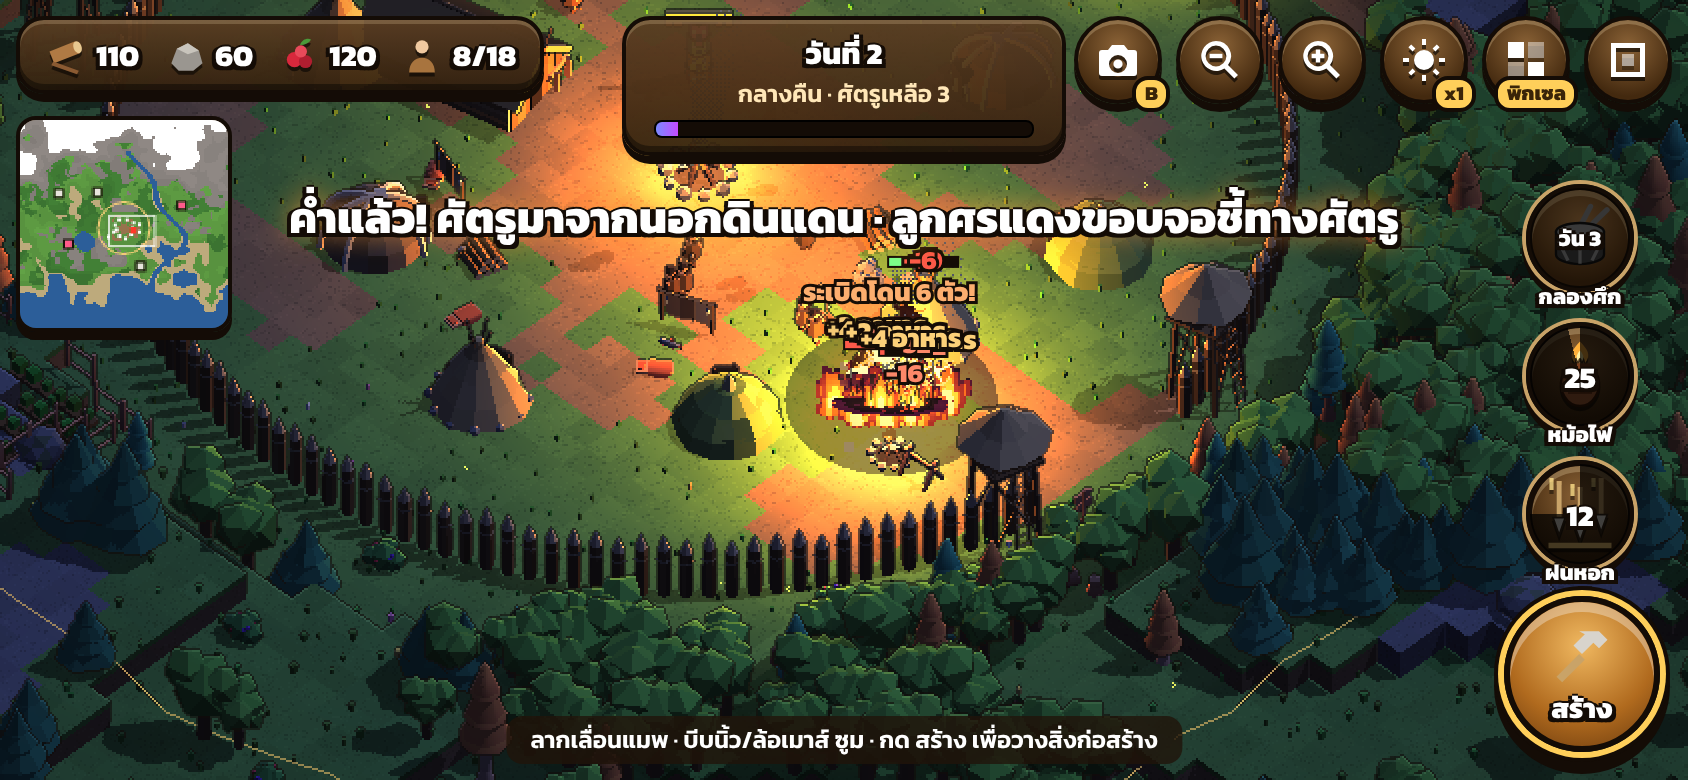 110 60 120 8/18
วันที่ 2
กลางคืน · ศัตรูเหลือ 3
B
x1
พิกเซล
ค่ำแล้ว! ศัตรูมาจากนอกดินแดน · ลูกศรแดงขอบจอชี้ทางศัตรู
วัน 3
กลองศึก
-6
ระเบิดโดน 6 ตัว!
+4 อาหาร
-16
25
หม้อไฟ
12
ฝนหอก
สร้าง
ลากเลื่อนแมพ · บีบนิ้ว/ล้อเมาส์ ซูม · กด สร้าง เพื่อวางสิ่งก่อสร้าง